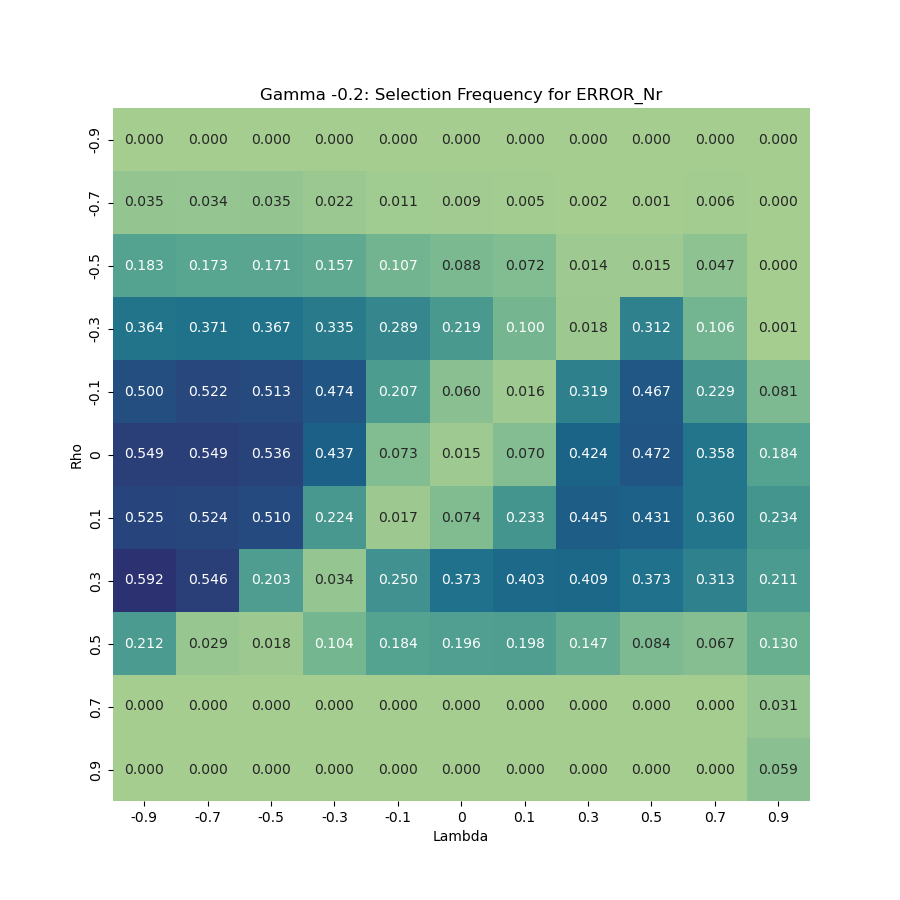 Gamma -0.2: Selection Frequency for ERROR_Nr
-0.9 0.000 0.000 0.000 0.000 0.000 0.000 0.000 0.000 0.000 0.000 0.000
-0.7 0.035 0.034 0.035 0.022 0.011 0.009 0.005 0.002 0.001 0.006 0.000
-0.5 0.183 0.173 0.171 0.157 0.107 0.088 0.072 0.014 0.015 0.047 0.000
-0.3 0.364 0.371 0.367 0.335 0.289 0.219 0.100 0.018 0.312 0.106 0.001
-0.1 0.500 0.522 0.513 0.474 0.207 0.060 0.016 0.319 0.467 0.229 0.081
Rho
0 0.549 0.549 0.536 0.437 0.073 0.015 0.070 0.424 0.472 0.358 0.184
0.1 0.525 0.524 0.510 0.224 0.017 0.074 0.233 0.445 0.431 0.360 0.234
0.3 0.592 0.546 0.203 0.034 0.250 0.373 0.403 0.409 0.373 0.313 0.211
0.5 0.212 0.029 0.018 0.104 0.184 0.196 0.198 0.147 0.084 0.067 0.130
0.7 0.000 0.000 0.000 0.000 0.000 0.000 0.000 0.000 0.000 0.000 0.031
0.9 0.000 0.000 0.000 0.000 0.000 0.000 0.000 0.000 0.000 0.000 0.059
-0.9 -0.7 -0.5 -0.3 -0.1 0 0.1 0.3 0.5 0.7 0.9
Lambda